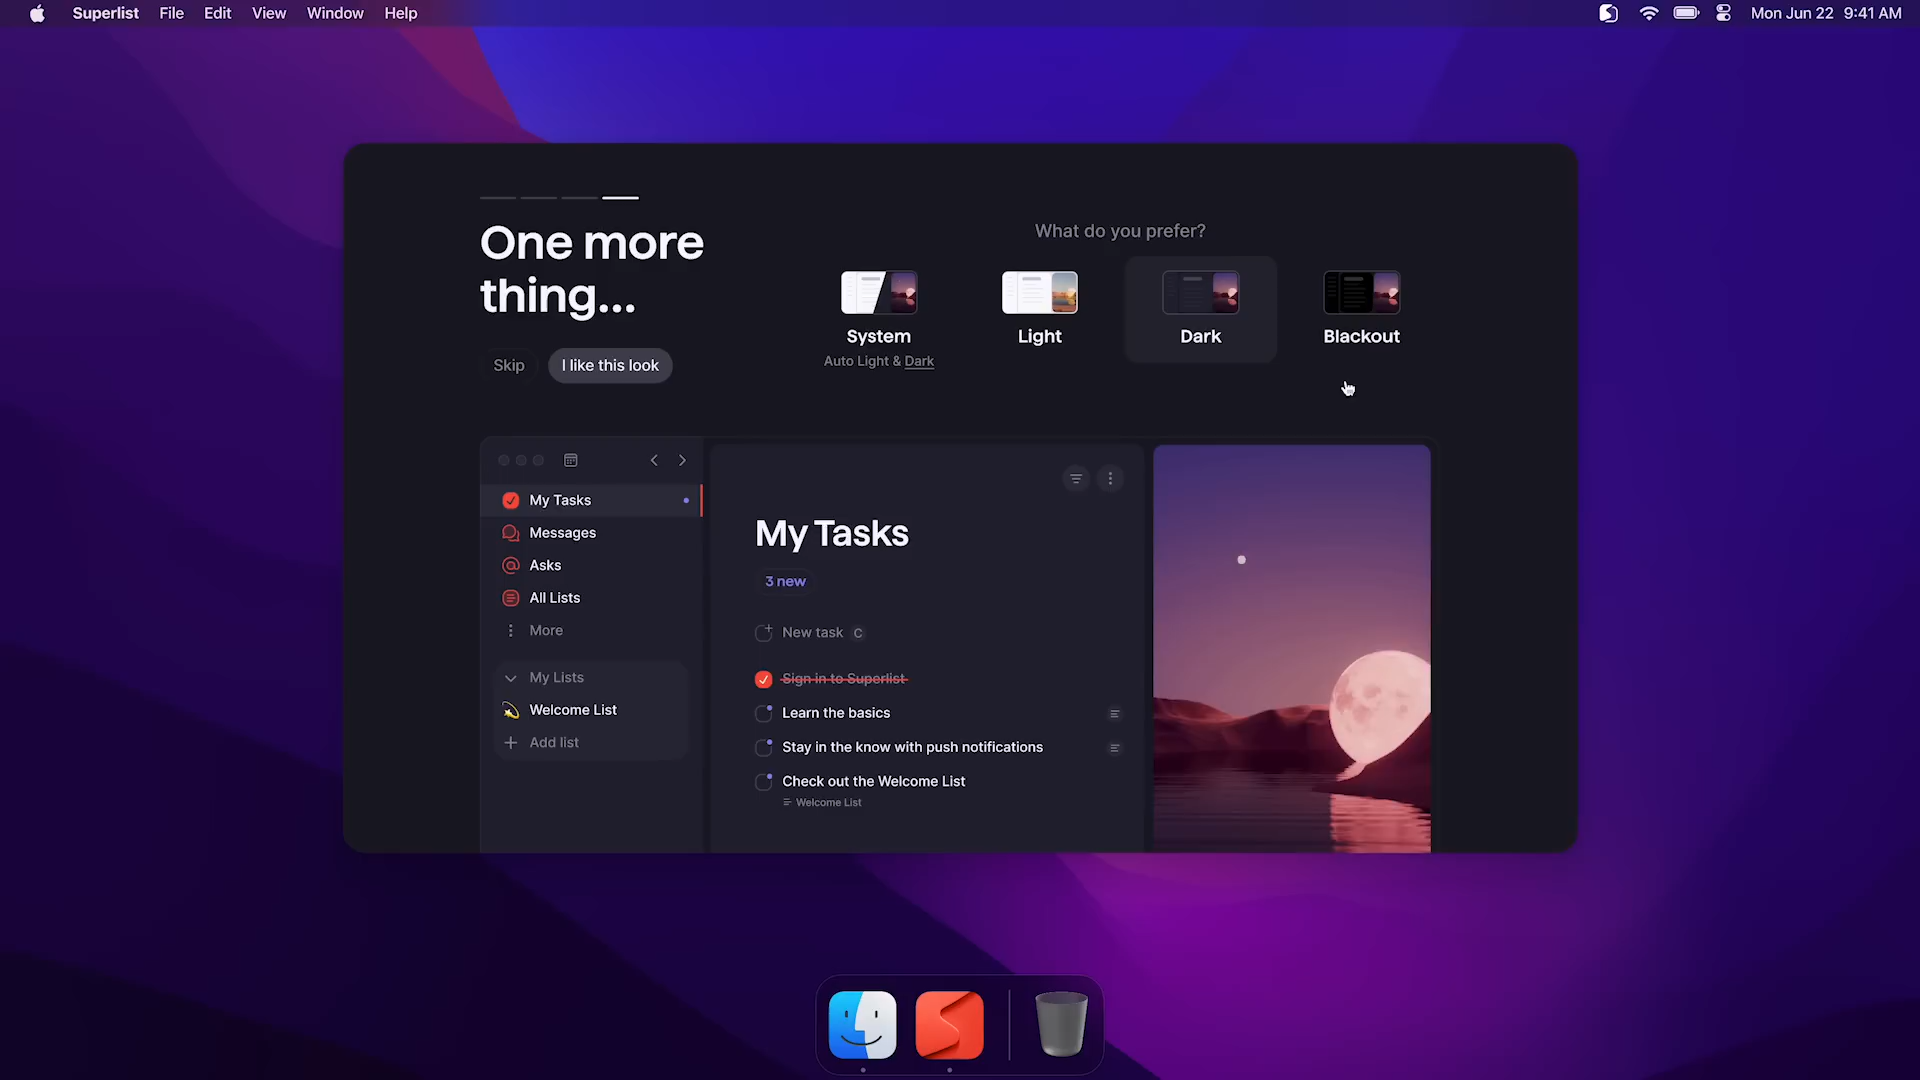 Superlist File Edit View Window Help
Mon Jun 22 9:41 AM
One more
thing...
Skip
I like this look
What do you prefer?
System
Auto Light & Dark
Light
Dark
Blackout
My Tasks
Messages
Asks
All Lists
More
My Lists
Welcome List
Add list
My Tasks
3 new
New task C
Sign in to Superlist
Learn the basics
Stay in the know with push notifications
Check out the Welcome List
Welcome List